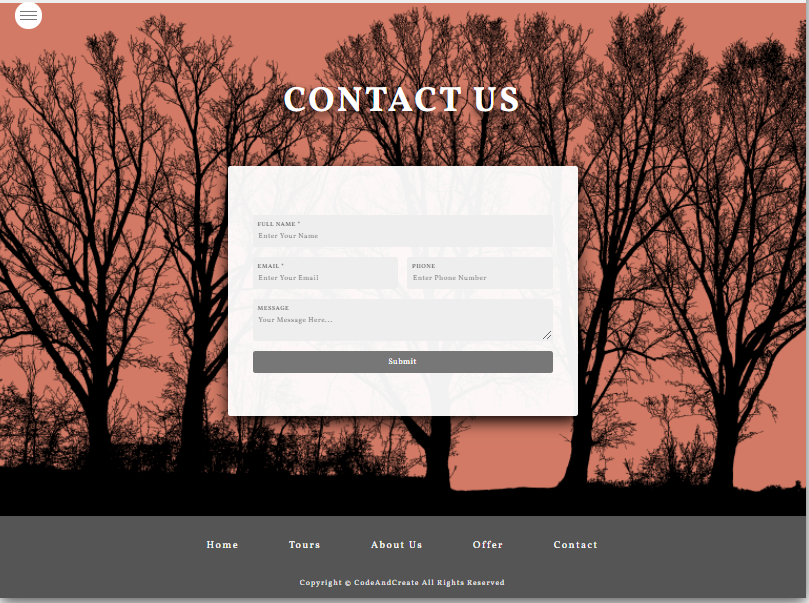 CONTACT US
FULL NAME *
Enter Your Name
EMAIL * PHONE
Enter Your Email Enter Phone Number
MESSAGE
Your Message Here...
Submit
Home Tours About Us Offer Contact
Copyright © CodeAndCreate All Rights Reserved